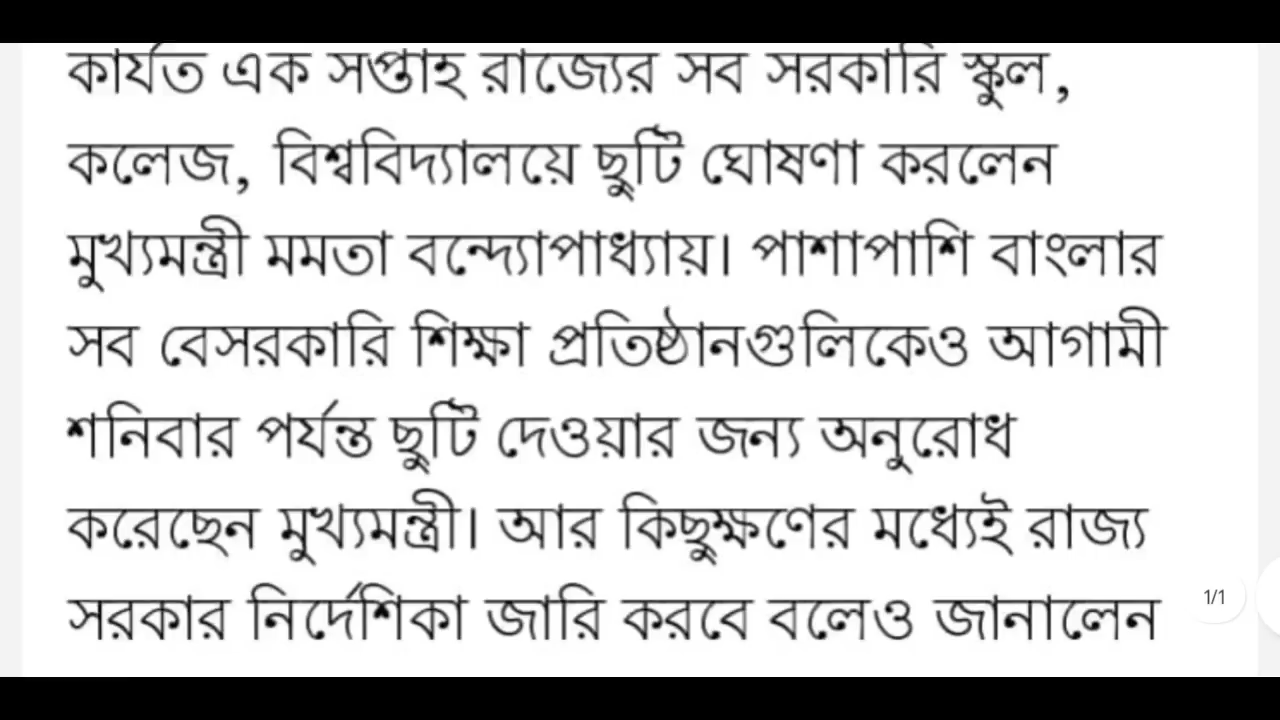 কার্যত এক সপ্তাহ রাজ্যের সব সরকারি স্কুল,
কলেজ, বিশ্ববিদ্যালয়ে ছুটি ঘোষণা করলেন
মুখ্যমন্ত্রী মমতা বন্দ্যোপাধ্যায়। পাশাপাশি বাংলার
সব বেসরকারি শিক্ষা প্রতিষ্ঠানগুলিকেও আগামী
শনিবার পর্যন্ত ছুটি দেওয়ার জন্য অনুরোধ
করেছেন মুখ্যমন্ত্রী। আর কিছুক্ষণের মধ্যেই রাজ্য
সরকার নির্দেশিকা জারি করবে বলেও জানালেন
1/1